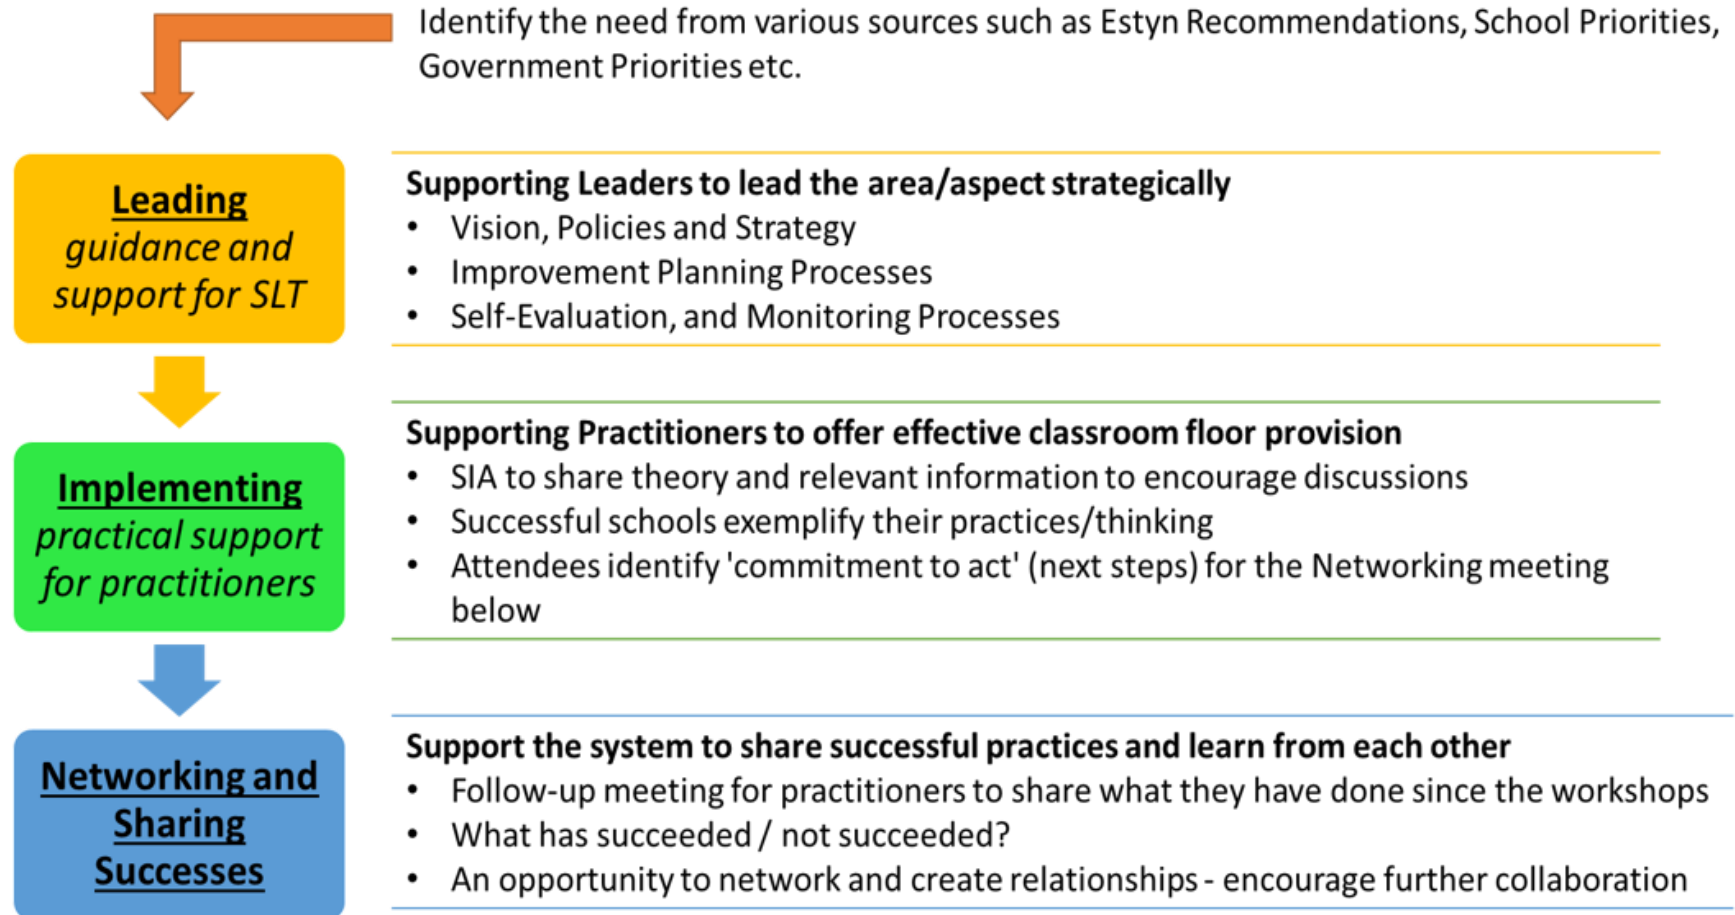 Identify the need from various sources such as Estyn Recommendations, School Priorities,
Government Priorities etc.
Leading
guidance and
support for SLT
Supporting Leaders to lead the area/aspect strategically
• Vision, Policies and Strategy
• Improvement Planning Processes
• Self-Evaluation, and Monitoring Processes
Implementing
practical support
for practitioners
Supporting Practitioners to offer effective classroom floor provision
• SIA to share theory and relevant information to encourage discussions
• Successful schools exemplify their practices/thinking
• Attendees identify 'commitment to act' (next steps) for the Networking meeting
below
Networking and
Sharing
Successes
Support the system to share successful practices and learn from each other
• Follow-up meeting for practitioners to share what they have done since the workshops
• What has succeeded / not succeeded?
• An opportunity to network and create relationships - encourage further collaboration